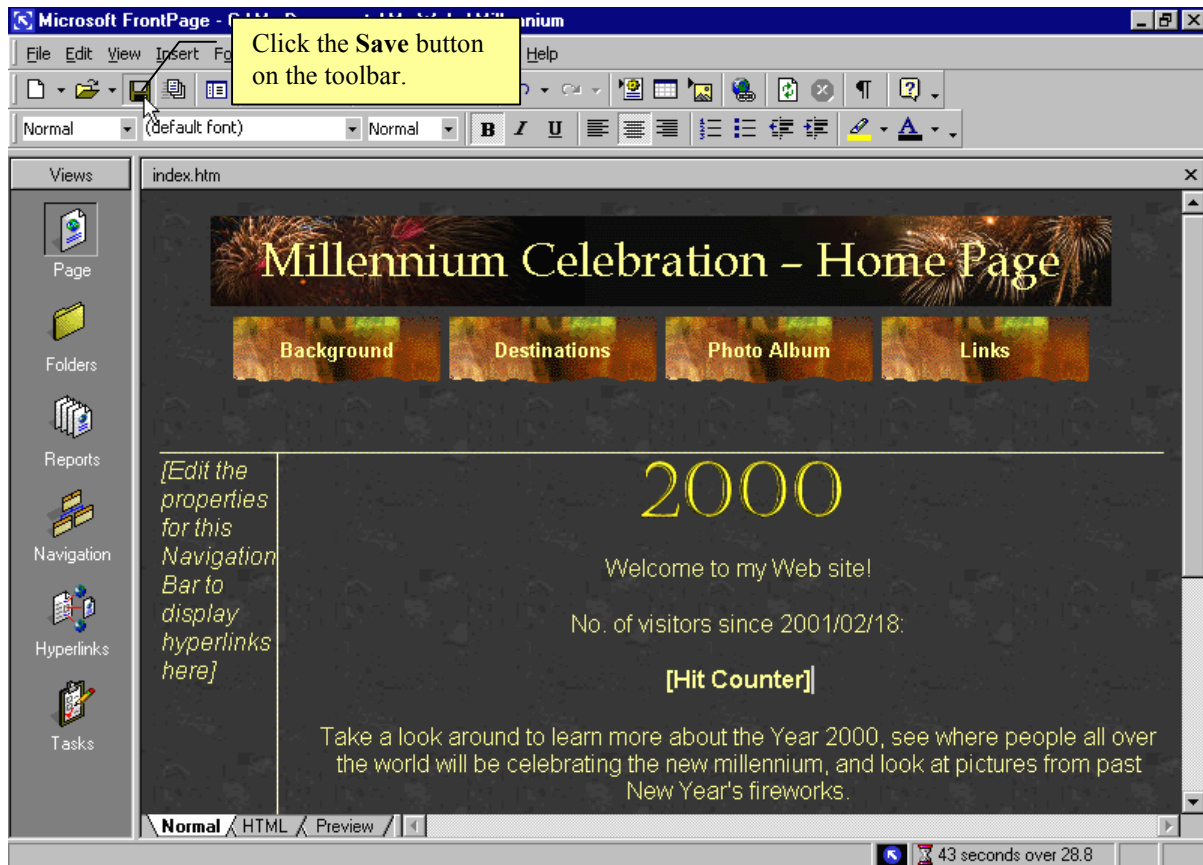 Microsoft FrontPage - C:\My Documents\My Webs\Millennium
Click the Save button
on the toolbar.
File Edit View Insert Help
Normal (default font) Normal B I U A
Views
index.htm
Page
Folders
Reports
Navigation
Hyperlinks
Tasks
Millennium Celebration – Home Page
Background Destinations Photo Album Links
[Edit the
properties
for this
Navigation
Bar to
display
hyperlinks
here]
2000
Welcome to my Web site!
No. of visitors since 2001/02/18:
[Hit Counter]
Take a look around to learn more about the Year 2000, see where people all over
the world will be celebrating the new millennium, and look at pictures from past
New Year's fireworks.
Normal HTML Preview
43 seconds over 28.8